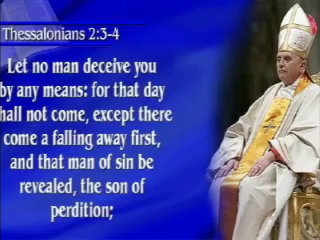 Thessalonians 2:3-4
Let no man deceive you
by any means: for that day
hall not come, except there
come a falling away first,
and that man of sin be
revealed, the son of
perdition;